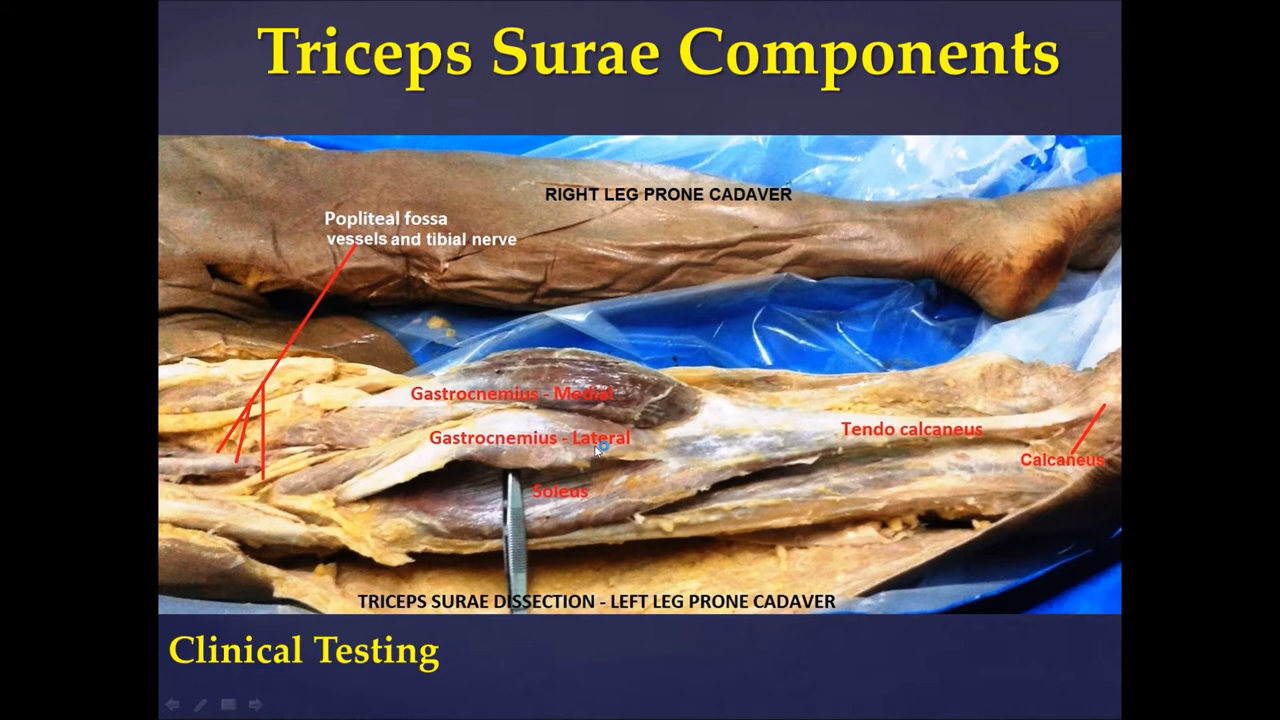 Triceps Surae Components
RIGHT LEG PRONE CADAVER
Popliteal fossa
vessels and tibial nerve
Gastrocnemius - Medial
Gastrocnemius - Lateral
Tendo calcaneus
Calcaneus
Soleus
TRICEPS SURAE DISSECTION - LEFT LEG PRONE CADAVER
Clinical Testing